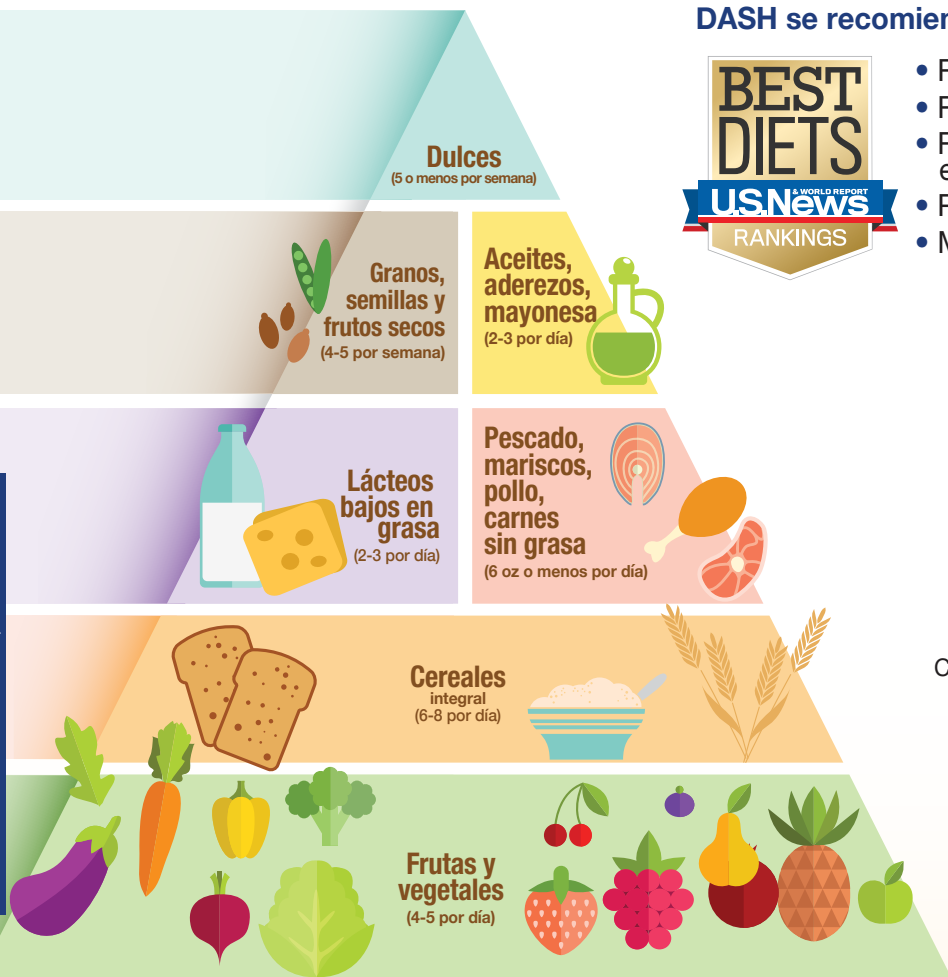 DASH se recomien
BEST
DIETS
U.S.News
& WORLD REPORT
RANKINGS
Dulces
(5 o menos por semana)
Granos,
semillas y
frutos secos
(4-5 por semana)
Aceites,
aderezos,
mayonesa
(2-3 por día)
Lácteos
bajos en
grasa
(2-3 por día)
Pescado,
mariscos,
pollo,
carnes
sin grasa
(6 oz o menos por día)
Cereales
integral
(6-8 por día)
Frutas y
vegetales
(4-5 por día)